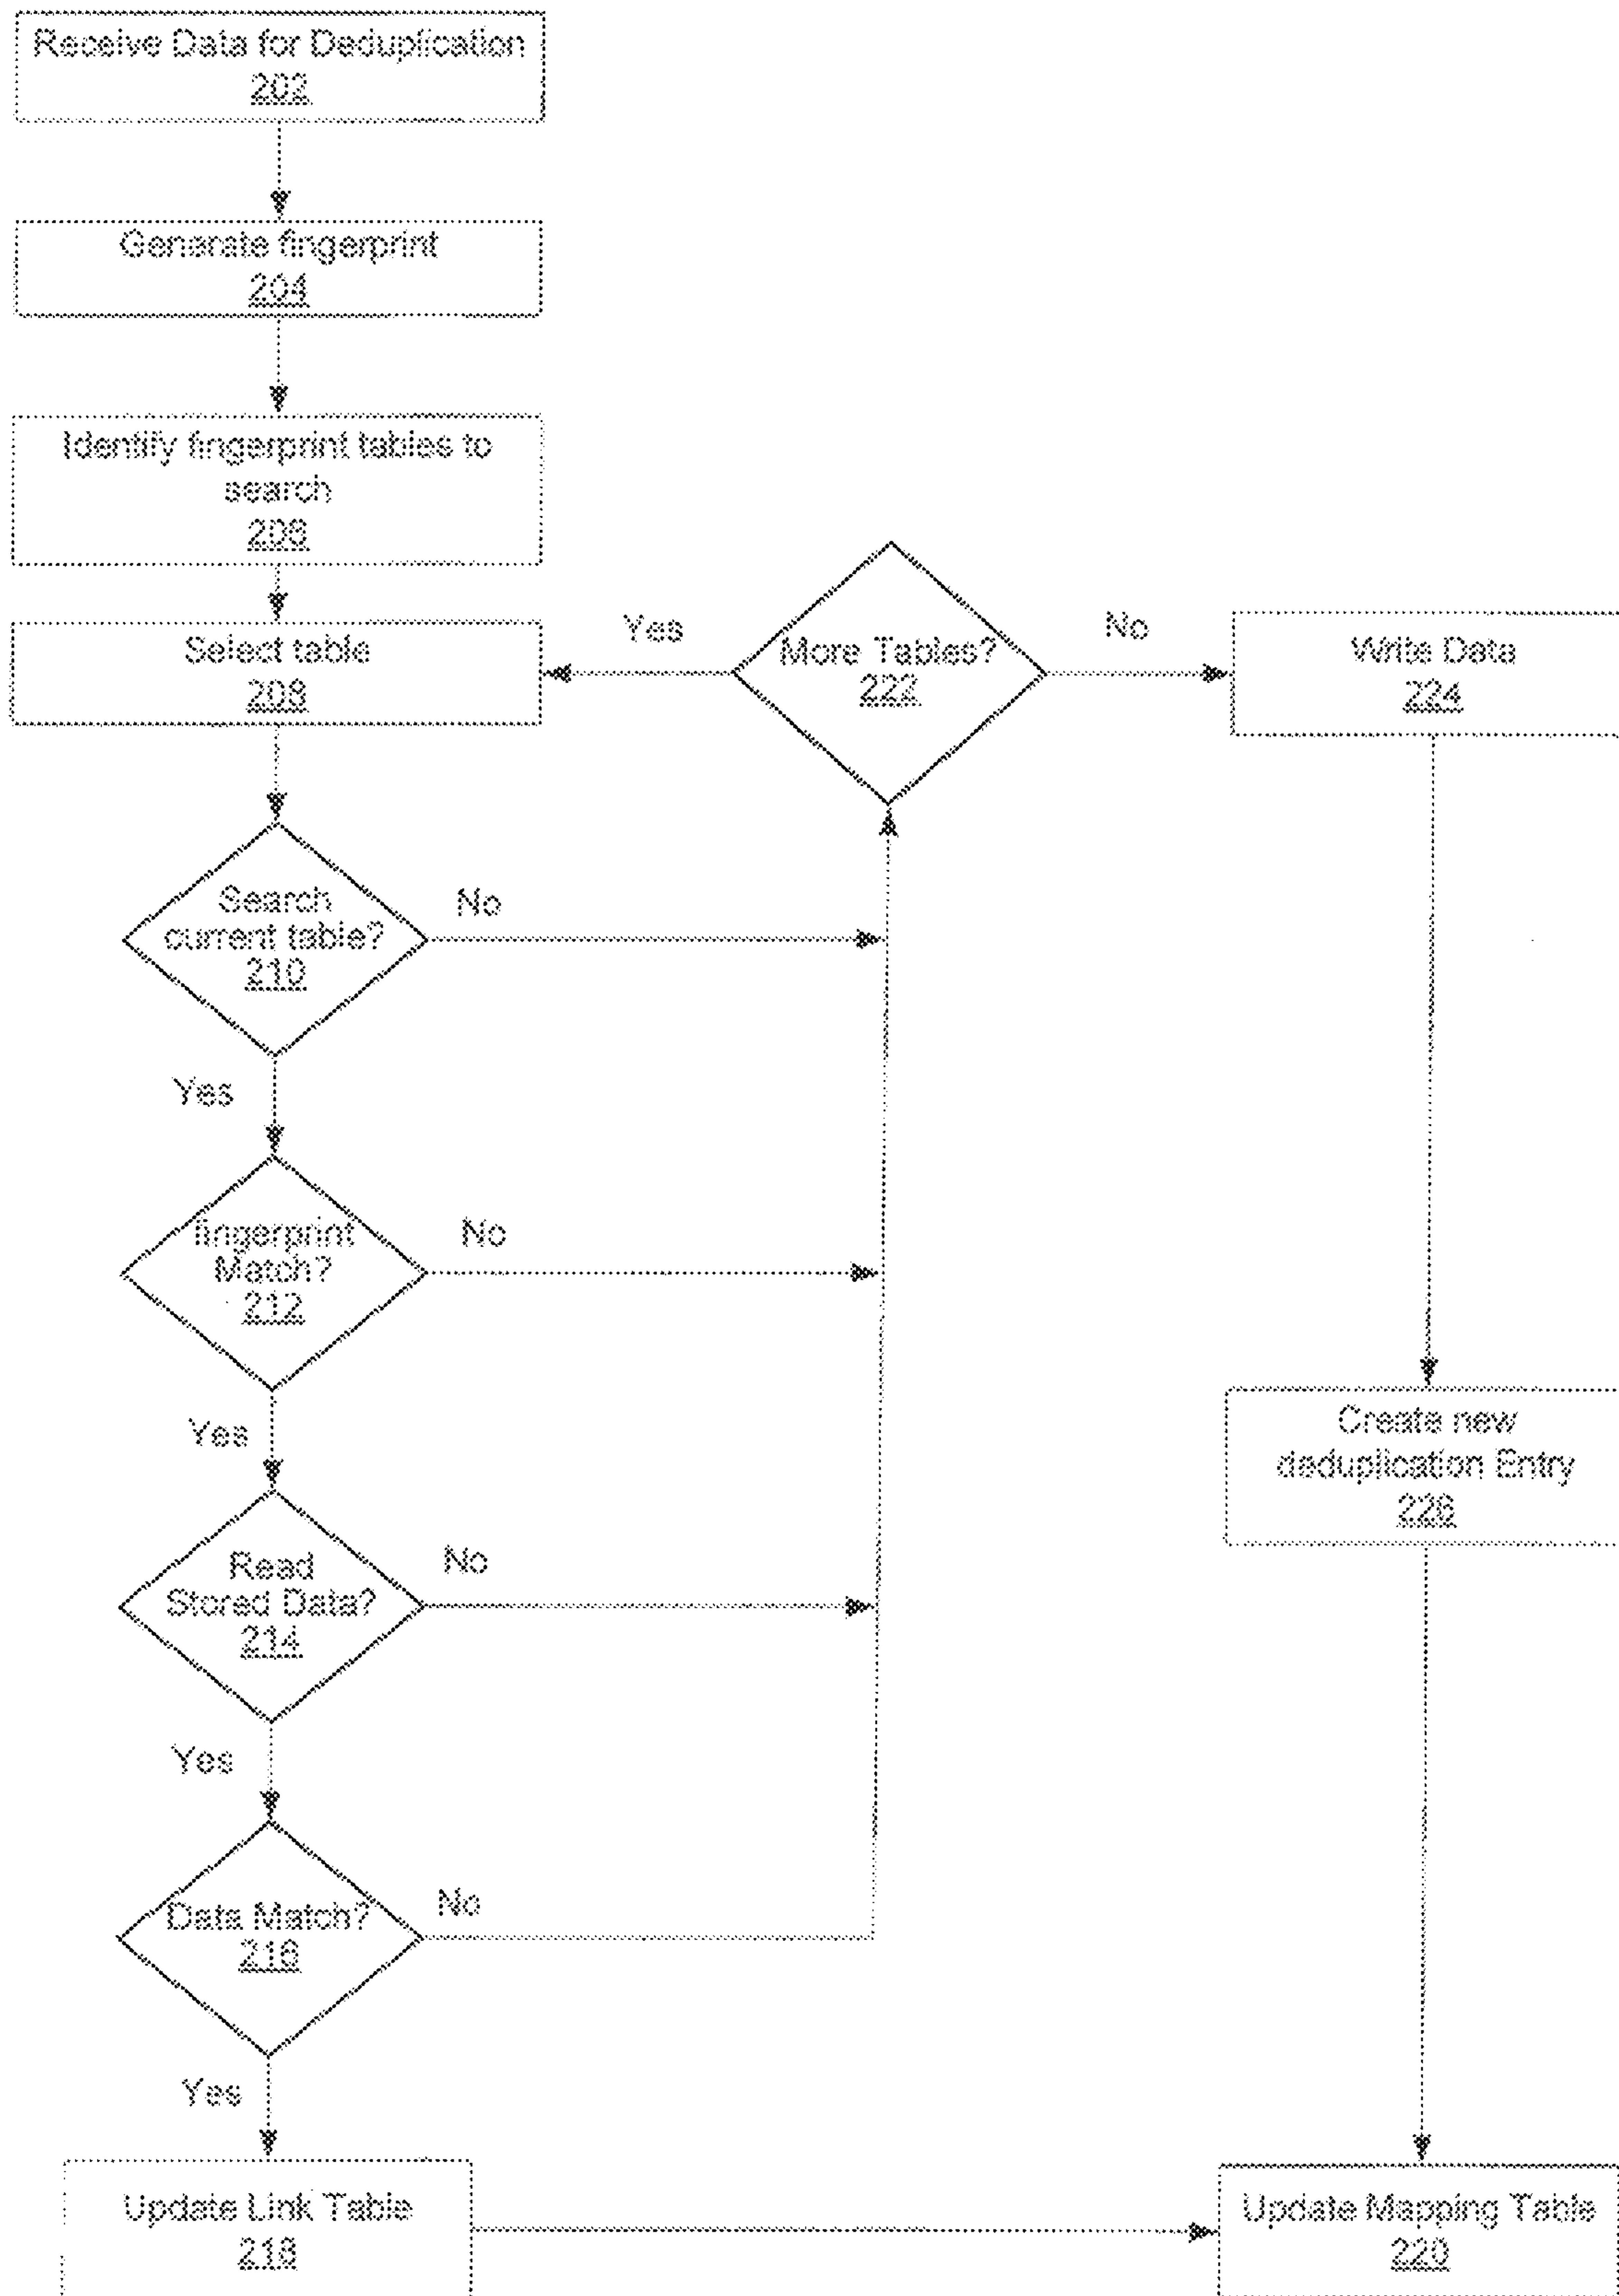 Receive Data for Deduplication
202
Generate fingerprint
204
Identify fingerprint tables to
search
206
Select table
208
Yes
More Tables?
222
No
Write Data
224
Search
current table?
210
No
Yes
fingerprint
Match?
212
No
Yes
Create new
deduplication Entry
226
Read
Stored Data?
214
No
Yes
Data Match?
216
No
Yes
Update Link Table
218
Update Mapping Table
220